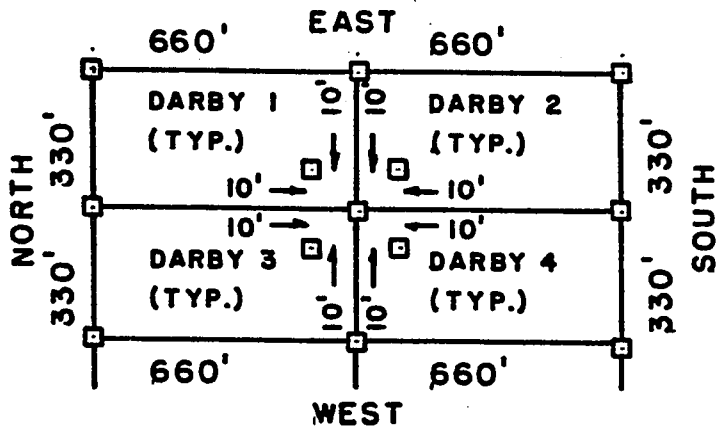 EAST
660' 660'
DARBY 1 10' 10' DARBY 2
(TYP.) (TYP.)
330' 330'
10' 10'
NORTH SOUTH
10' 10'
DARBY 3 DARBY 4
(TYP.) (TYP.)
330' 10' 10' 330'
660' 660'
WEST